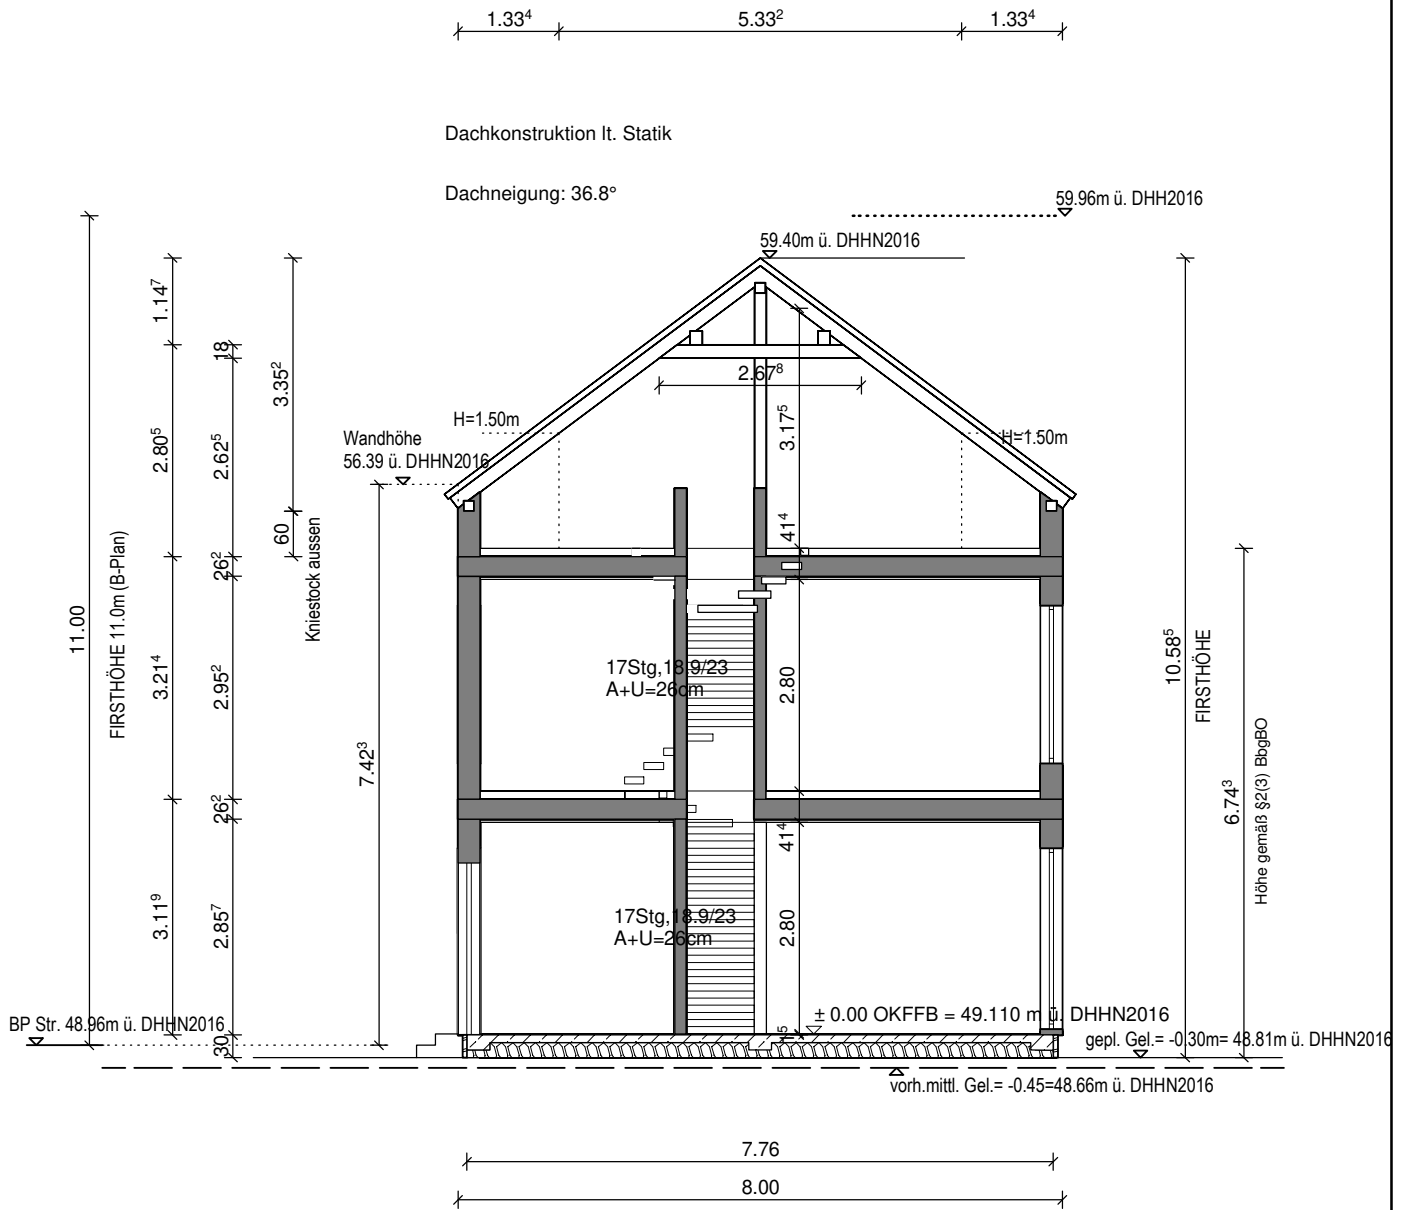 1.33⁴ 5.33² 1.33⁴
Dachkonstruktion lt. Statik
Dachneigung: 36.8°
59.96m ü. DHH2016
59.40m ü. DHHN2016
1.14⁷
18
3.35²
2.67⁸
H=1.50m
H=1.50m
Wandhöhe
56.39 ü. DHHN2016
2.80⁵
2.62⁵
3.17⁵
60
Kniestock aussen
41⁴
26²
11.00
FIRSTHÖHE 11.0m (B-Plan)
3.21⁴
2.95²
7.42³
17Stg,18.9/23
A+U=26cm
2.80
10.58⁵
FIRSTHÖHE
6.74³
Höhe gemäß §2(3) BbgBO
26²
41⁴
3.11⁹
2.85⁷
17Stg,18.9/23
A+U=26cm
2.80
± 0.00 OKFFB = 49.110 m ü. DHHN2016
BP Str. 48.96m ü. DHHN2016
30
gepl. Gel.= -0.30m= 48.81m ü. DHHN2016
vorh.mittl. Gel.= -0.45=48.66m ü. DHHN2016
7.76
8.00